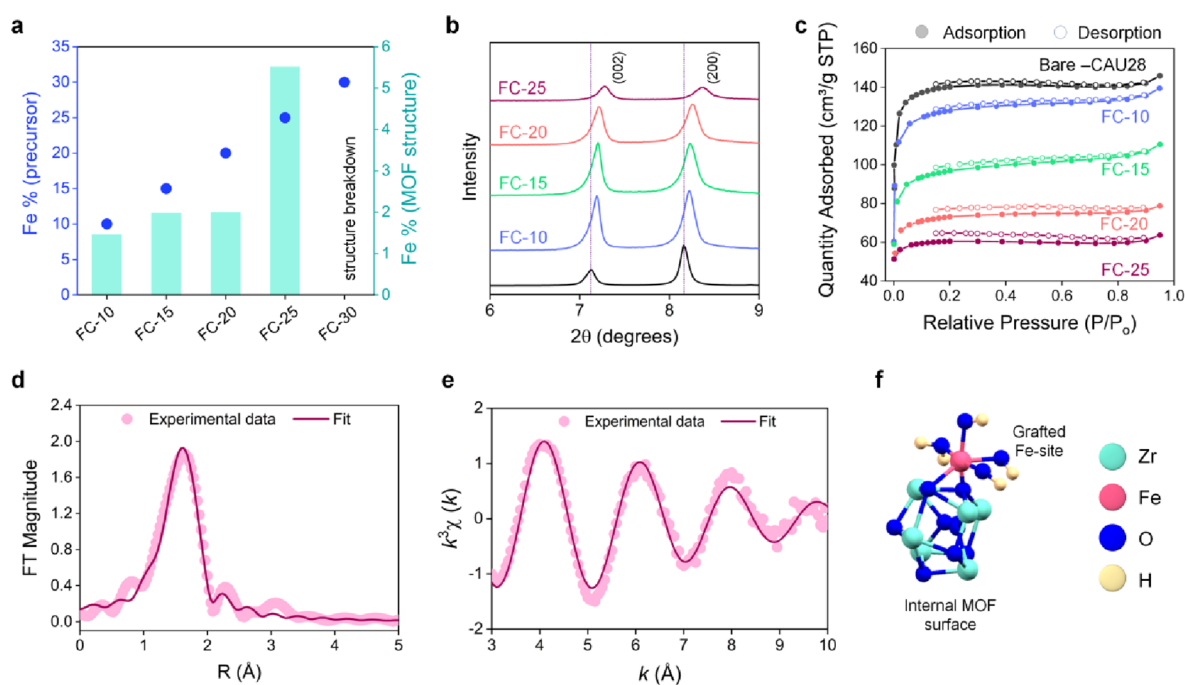 a
Fe % (precursor)
35
30
25
20
15
10
5
0
structure breakdown
6
5
4
3
2
1
0
Fe % (MOF structure)
FC-10
FC-15
FC-20
FC-25
FC-30
b
Intensity
(002)
(200)
FC-25
FC-20
FC-15
FC-10
6
7
8
9
2θ (degrees)
c
Adsorption
Desorption
Quantity Adsorbed (cm³/g STP)
160
140
120
100
80
60
40
Bare –CAU28
FC-10
FC-15
FC-20
FC-25
0.0
0.2
0.4
0.6
0.8
1.0
Relative Pressure (P/Po)
d
FT Magnitude
2.4
2.0
1.6
1.2
0.8
0.4
0.0
Experimental data
Fit
0
1
2
3
4
5
R (Å)
e
k³χ (k)
2
1
0
-1
-2
Experimental data
Fit
3
4
5
6
7
8
9
10
k (Å)
f
Grafted
Fe-site
Internal MOF
surface
Zr
Fe
O
H